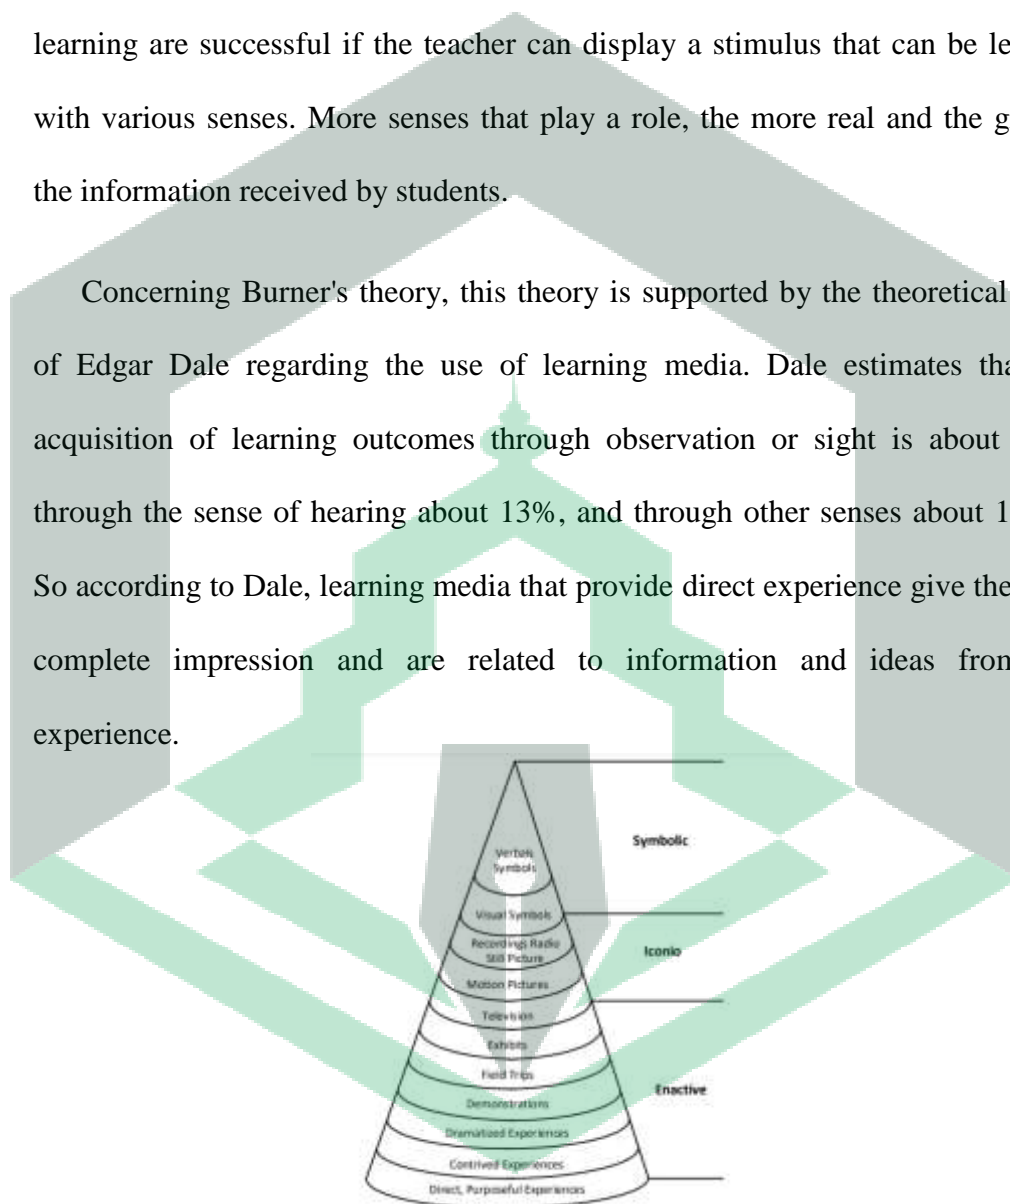 learning are successful if the teacher can display a stimulus that can be le
with various senses. More senses that play a role, the more real and the g
the information received by students.
Concerning Burner's theory, this theory is supported by the theoretical
of Edgar Dale regarding the use of learning media. Dale estimates tha
acquisition of learning outcomes through observation or sight is about
through the sense of hearing about 13%, and through other senses about 1
So according to Dale, learning media that provide direct experience give the
complete impression and are related to information and ideas from
experience.
Verbals
Symbols
Symbolic
Visual Symbols
Recordings Radio
Still Picture
Iconio
Motion Pictures
Television
Exhibits
Field Trips
Enactive
Demonstrations
Dramatized Experiences
Contrived Experiences
Direct, Purposeful Experiences